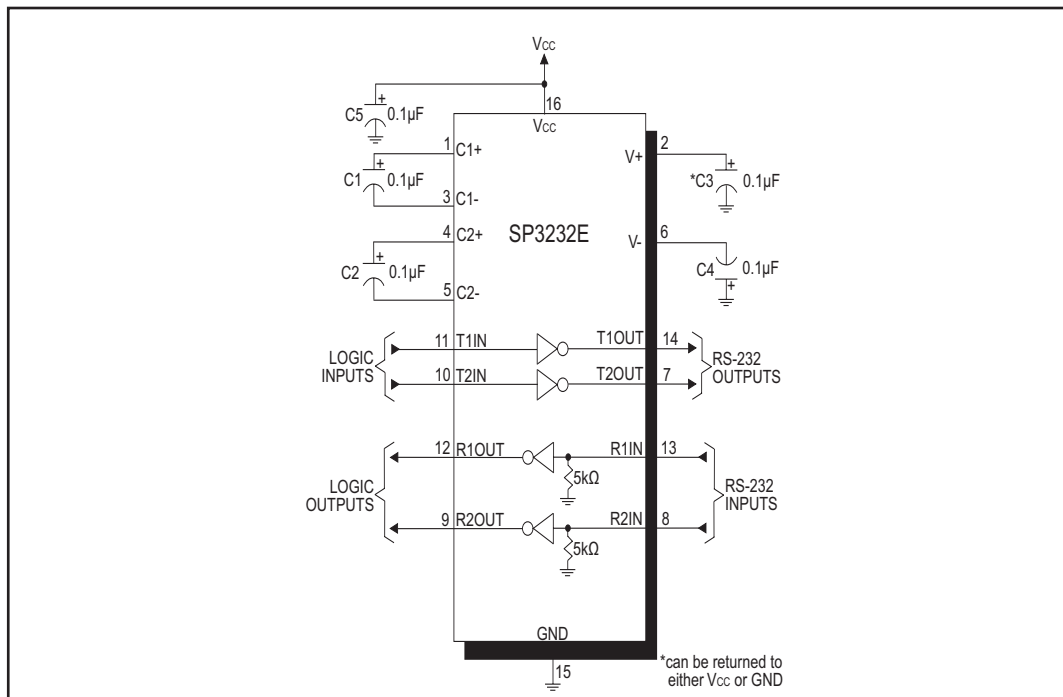 Vcc
+
C5
0.1µF
16
Vcc
1
C1+
+
C1
0.1µF
3
C1-
4
C2+
+
C2
0.1µF
5
C2-
SP3232E
V+
2
+
*C3
0.1µF
V-
6
C4
0.1µF
+
LOGIC
INPUTS
11
T1IN
T1OUT
14
10
T2IN
T2OUT
7
RS-232
OUTPUTS
LOGIC
OUTPUTS
12
R1OUT
R1IN
13
5kΩ
9
R2OUT
R2IN
8
5kΩ
RS-232
INPUTS
GND
15
*can be returned to
either Vcc or GND